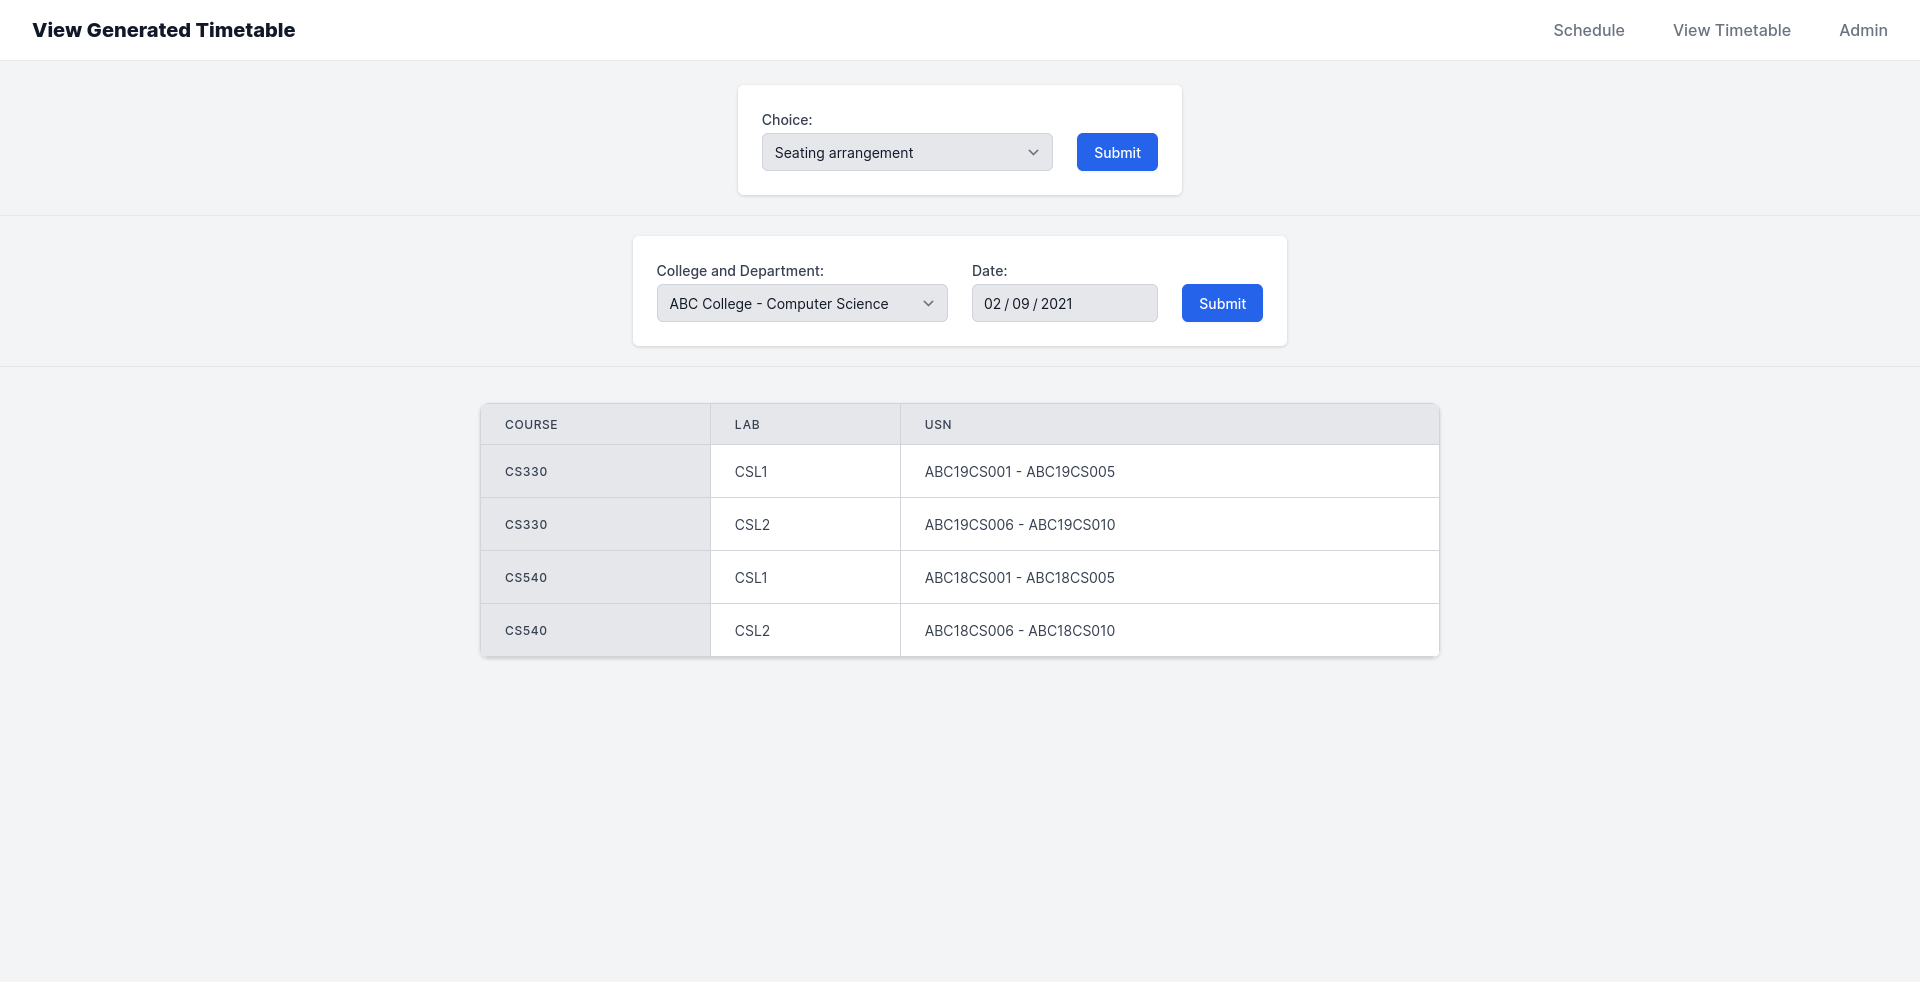 View Generated Timetable
Schedule View Timetable Admin
Choice:
Seating arrangement
Submit
College and Department: Date:
ABC College - Computer Science 02 / 09 / 2021 Submit
COURSE LAB USN
CS330 CSL1 ABC19CS001 - ABC19CS005
CS330 CSL2 ABC19CS006 - ABC19CS010
CS540 CSL1 ABC18CS001 - ABC18CS005
CS540 CSL2 ABC18CS006 - ABC18CS010